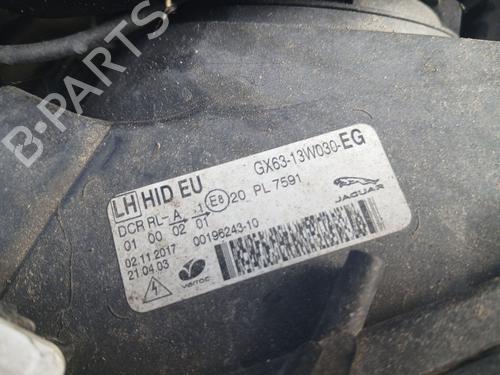 B-PARTS
LH HID EU GX63-13W030-EG
DCR RL-A 1 E8 20 PL 7591
01 00 02 01
02.11.2017 00196243-10
21.04.03
JAGUAR
varroc